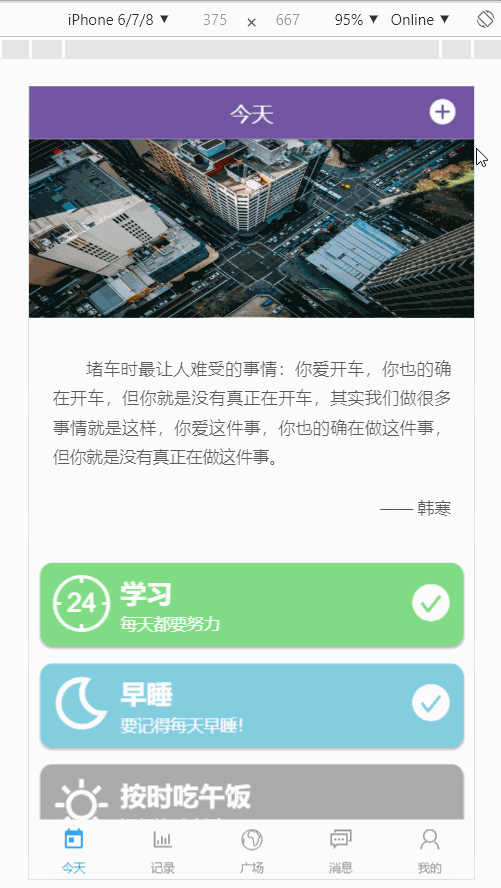 iPhone 6/7/8 ▼ 375 × 667 95% ▼ Online ▼
今天
堵车时最让人难受的事情：你爱开车，你也的确
在开车，但你就是没有真正在开车，其实我们做很多
事情就是这样，你爱这件事，你也的确在做这件事，
但你就是没有真正在做这件事。
—— 韩寒
24
学习
每天都要努力
早睡
要记得每天早睡！
按时吃午饭
今天 记录 广场 消息 我的